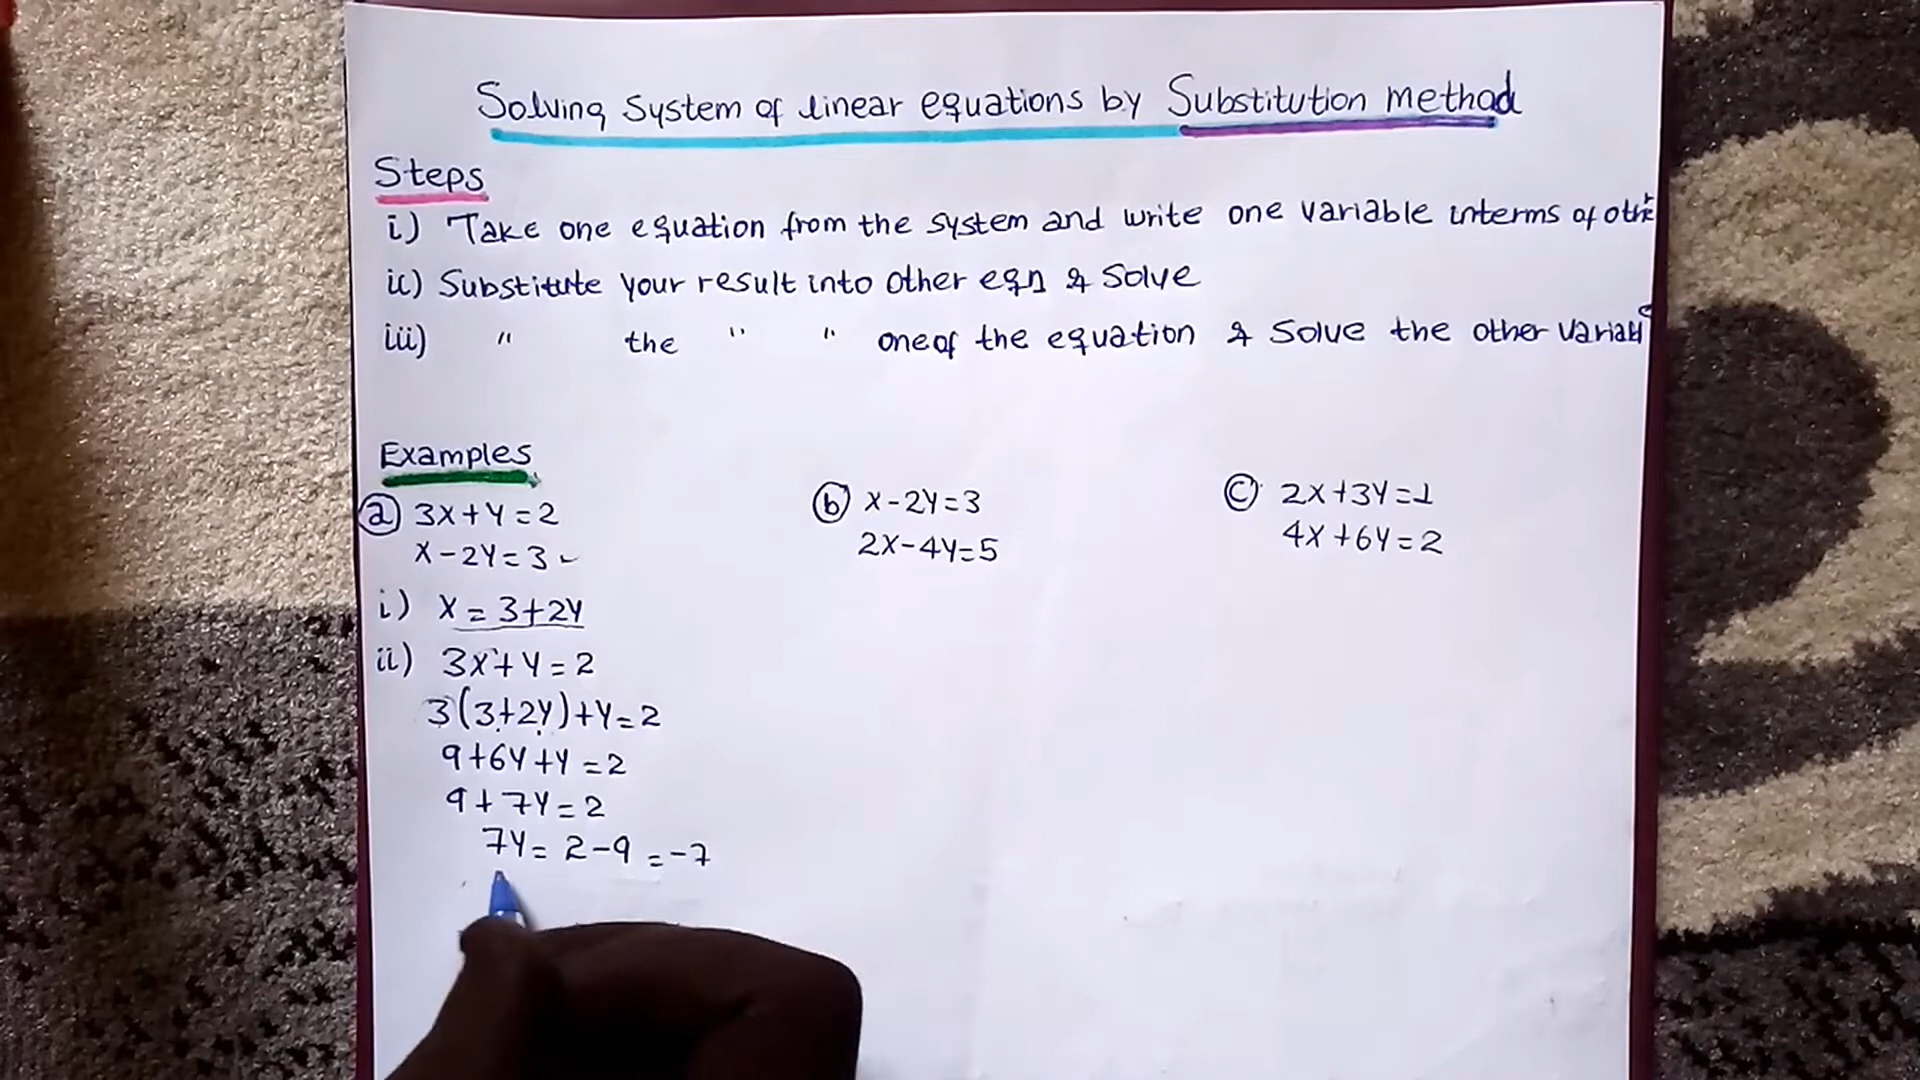 Solving System of linear equations by Substitution method
Steps
i) Take one equation from the system and write one variable interms of
ii) Substitute your result into other eqn & Solve
iii) " the " " one of the equation & Solve the other
Examples
ⓐ 3x+y=2
x-2y=3
i) x=3+2y
ii) 3x+y=2
3(3+2y)+y=2
9+6y+y=2
9+7y=2
7y=2-9=-7
ⓑ x-2y=3
2x-4y=5
ⓒ 2x+3y=1
4x+6y=2